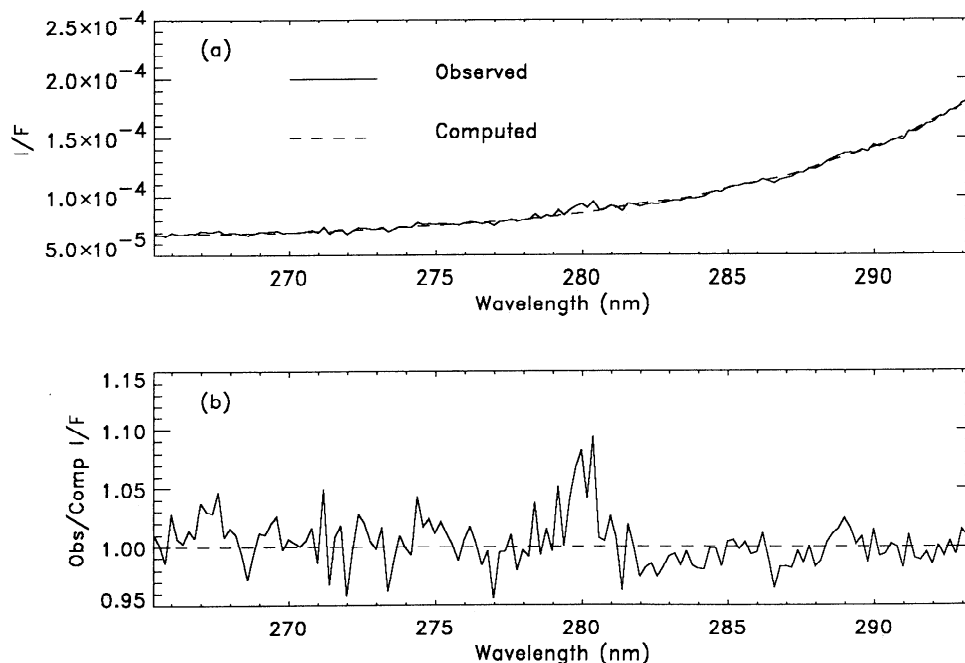 2.5×10⁻⁴
(a)
Observed
2.0×10⁻⁴
Computed
1.5×10⁻⁴
I/F
1.0×10⁻⁴
5.0×10⁻⁵
270 275 280 285 290
Wavelength (nm)
1.15
(b)
1.10
Obs/Comp I/F
1.05
1.00
0.95
270 275 280 285 290
Wavelength (nm)